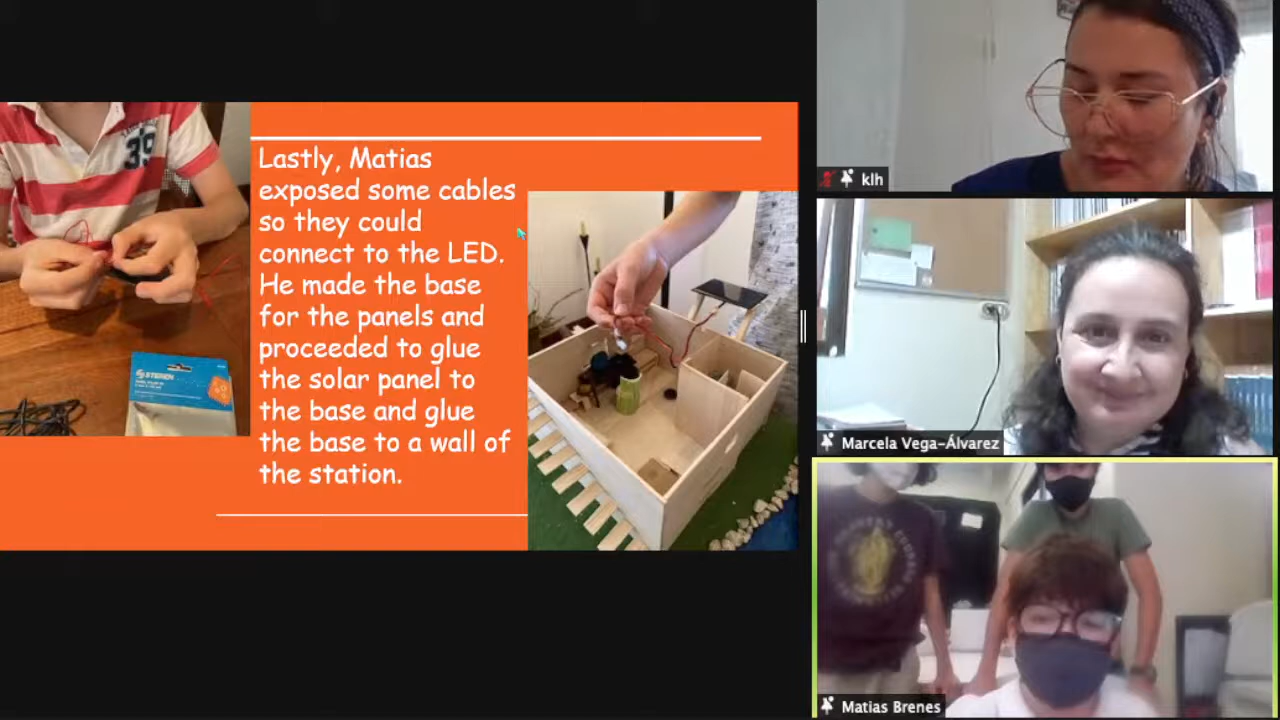 39
STEREN
Lastly, Matias
exposed some cables
so they could
connect to the LED.
He made the base
for the panels and
proceeded to glue
the solar panel to
the base and glue
the base to a wall of
the station.
klh
Marcela Vega-Álvarez
Matias Brenes